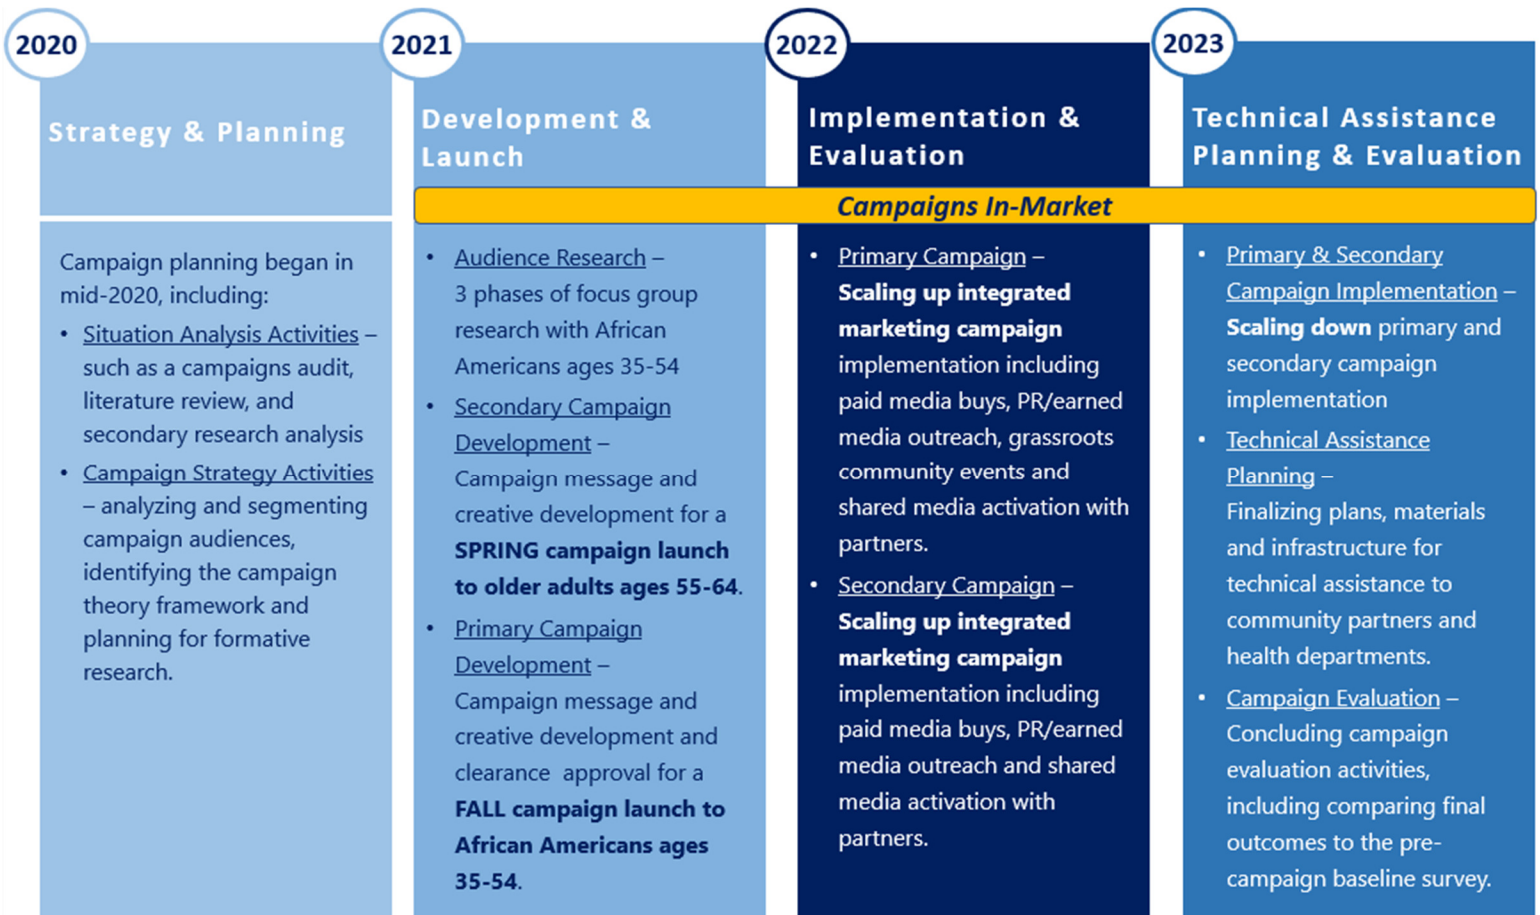 2020
Strategy & Planning
Campaign planning began in
mid-2020, including:
• Situation Analysis Activities –
such as a campaigns audit,
literature review, and
secondary research analysis
• Campaign Strategy Activities
– analyzing and segmenting
campaign audiences,
identifying the campaign
theory framework and
planning for formative
research.
2021
Development &
Launch
Campaigns In-Market
• Audience Research –
3 phases of focus group
research with African
Americans ages 35-54
• Secondary Campaign
Development –
Campaign message and
creative development for a
SPRING campaign launch
to older adults ages 55-64.
• Primary Campaign
Development –
Campaign message and
creative development and
clearance approval for a
FALL campaign launch to
African Americans ages
35-54.
2022
Implementation &
Evaluation
• Primary Campaign –
Scaling up integrated
marketing campaign
implementation including
paid media buys, PR/earned
media outreach, grassroots
community events and
shared media activation with
partners.
• Secondary Campaign –
Scaling up integrated
marketing campaign
implementation including
paid media buys, PR/earned
media outreach and shared
media activation with
partners.
2023
Technical Assistance
Planning & Evaluation
• Primary & Secondary
Campaign Implementation –
Scaling down primary and
secondary campaign
implementation
• Technical Assistance
Planning –
Finalizing plans, materials
and infrastructure for
technical assistance to
community partners and
health departments.
• Campaign Evaluation –
Concluding campaign
evaluation activities,
including comparing final
outcomes to the pre-
campaign baseline survey.